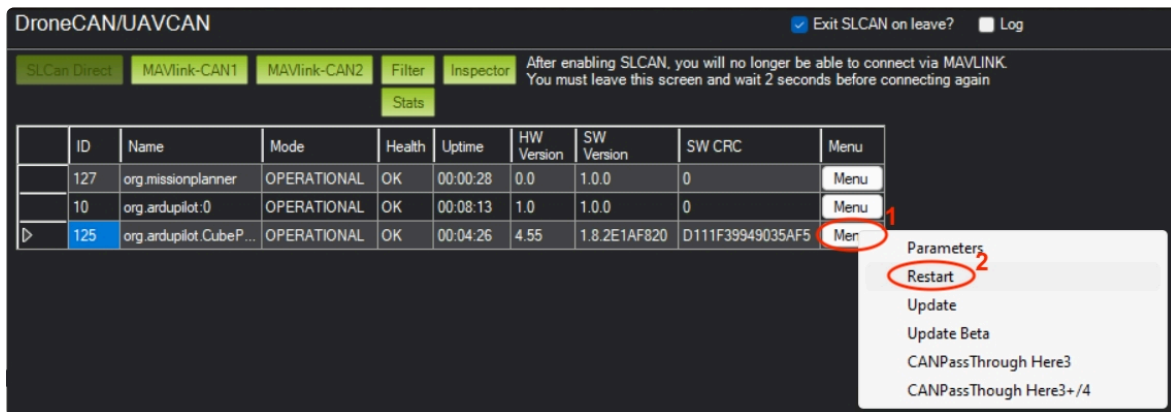 DroneCAN/UAVCAN
Exit SLCAN on leave? Log
SLCan Direct MAVlink-CAN1 MAVlink-CAN2 Filter Inspector
After enabling SLCAN, you will no longer be able to connect via MAVLINK.
You must leave this screen and wait 2 seconds before connecting again
Stats
ID Name Mode Health Uptime HW Version SW Version SW CRC Menu
127 org.missionplanner OPERATIONAL OK 00:00:28 0.0 1.0.0 0 Menu
10 org.ardupilot:0 OPERATIONAL OK 00:08:13 1.0 1.0.0 0 Menu
125 org.ardupilot.CubeP... OPERATIONAL OK 00:04:26 4.55 1.8.2E1AF820 D111F39949035AF5 Men
1
Parameters
2
Restart
Update
Update Beta
CANPassThrough Here3
CANPassThough Here3+/4